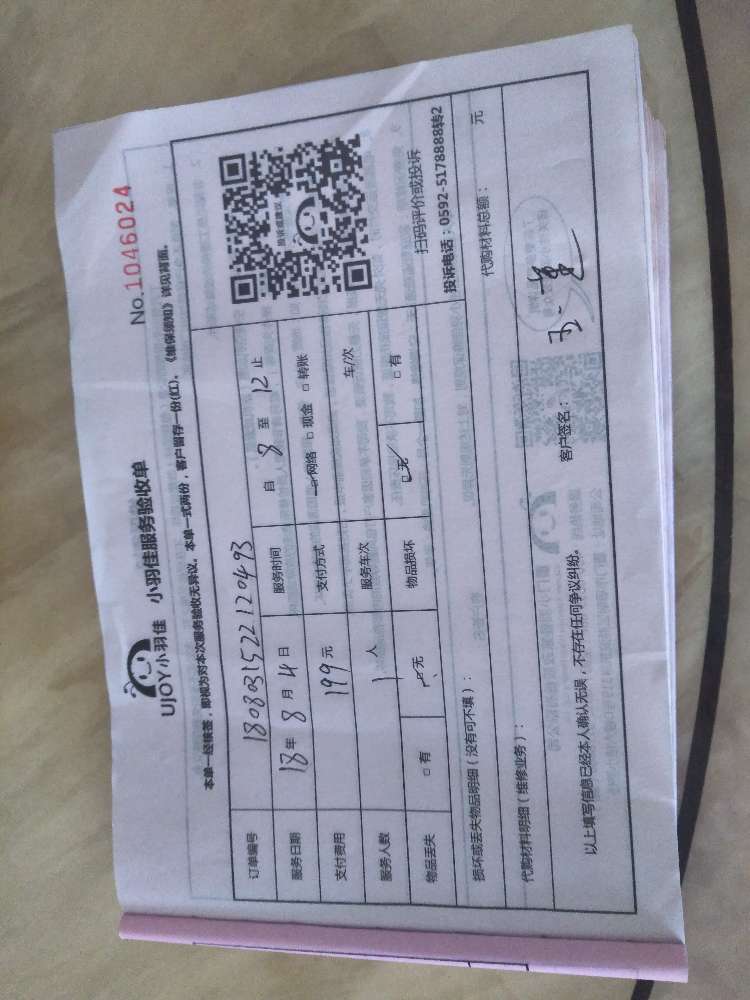 No.1046024
UJOY小羽佳 小羽佳服务验收单
本单一经接签，即视为对本次服务验收无异议，本单一式两份，客户留存一份(红)，《维保须知》详见背面。
订单编号 180803152212​0493
服务日期 18年 8月 4日 服务时间 自 8 至 12 止
支付费用 199元 支付方式 ☑网络 □现金 □转账
服务人数 1 人 服务车次 车/次
物品丢失 □有 ☑无 物品损坏 ☑无 □有
投诉或建议
扫码评价或投诉
投诉电话：0592-5178888转2
损坏或丢失物品明细（没有可不填）：
代购材料明细（维修业务）： 代购材料总额： 元
以上填写信息已经本人确认无误，不存在任何争议纠纷。 客户签名：